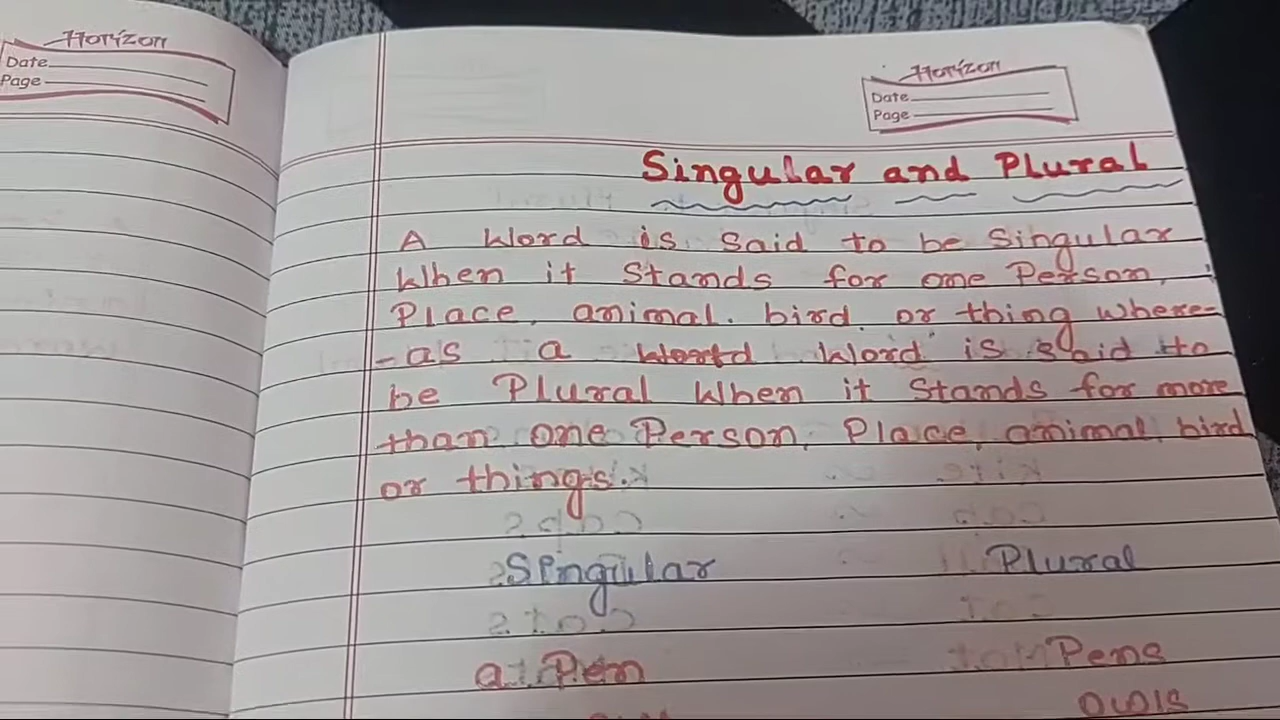 Horizon
Date
Page
Horizon
Date
Page
Singular and Plural
A Word is Said to be Singular
When it Stands for one Person,
Place, animal, bird, or thing where-
-as a word Word is said to
be Plural When it Stands for more
than one Person, Place, animal, bird
or things.
Singular Plural
a Pen Pens
owls